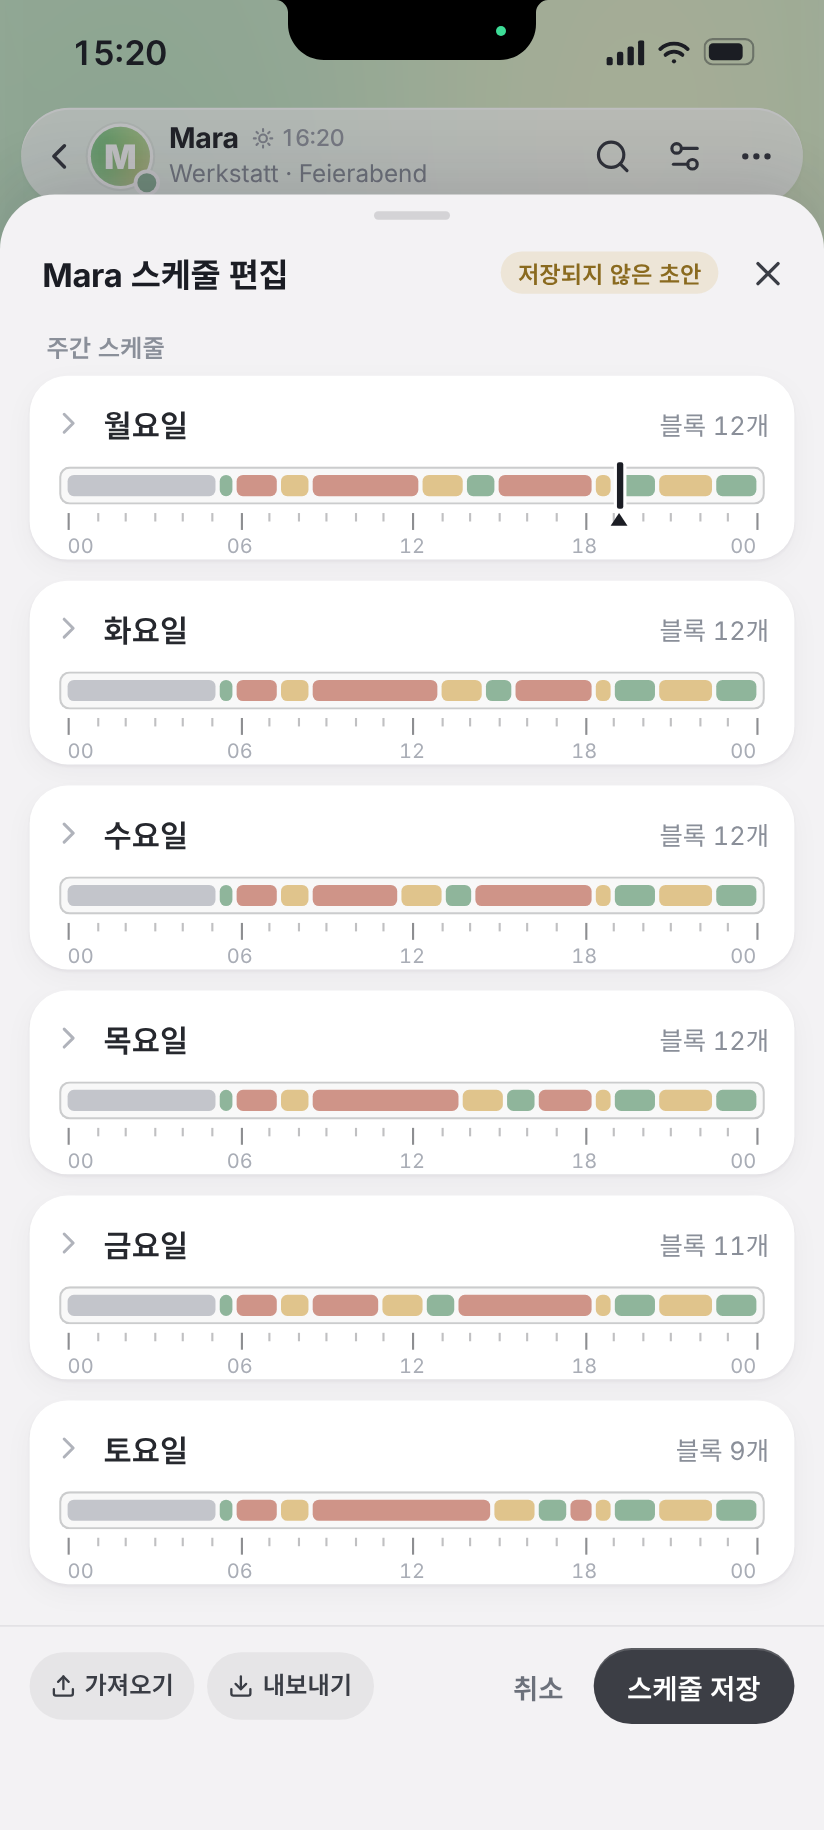 15:20
M
Mara 16:20
Werkstatt · Feierabend
Mara 스케줄 편집
저장되지 않은 초안
주간 스케줄
월요일
블록 12개
00 06 12 18 00
화요일
블록 12개
00 06 12 18 00
수요일
블록 12개
00 06 12 18 00
목요일
블록 12개
00 06 12 18 00
금요일
블록 11개
00 06 12 18 00
토요일
블록 9개
00 06 12 18 00
가져오기
내보내기
취소
스케줄 저장